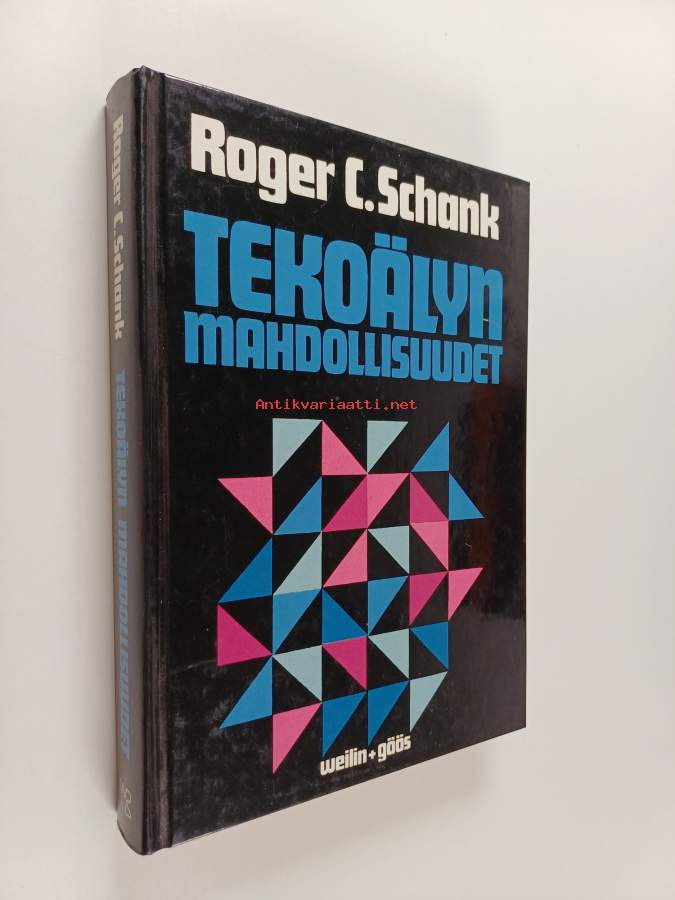 Roger C. Schank
TEKOÄLYN
MAHDOLLISUUDET
Antikvariaatti.net
weilin+göös
Roger C. Schank TEKOÄLYN MAHDOLLISUUDET